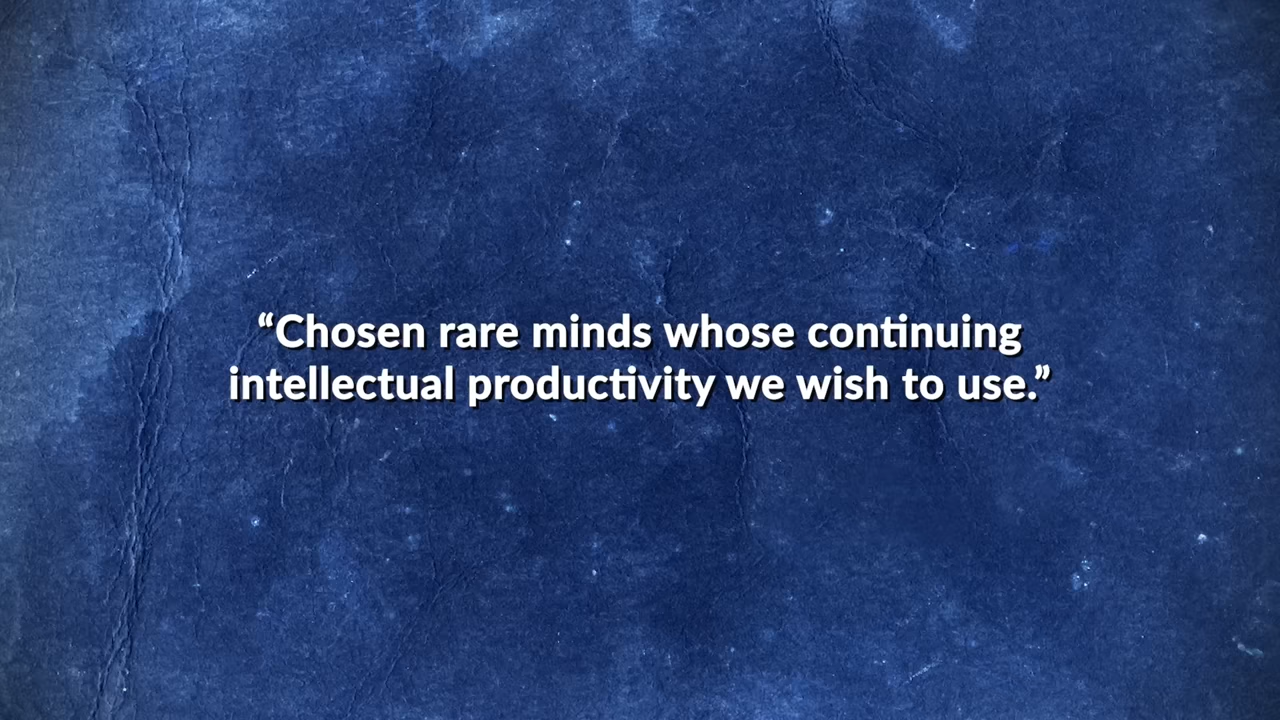 “Chosen rare minds whose continuing
intellectual productivity we wish to use.”